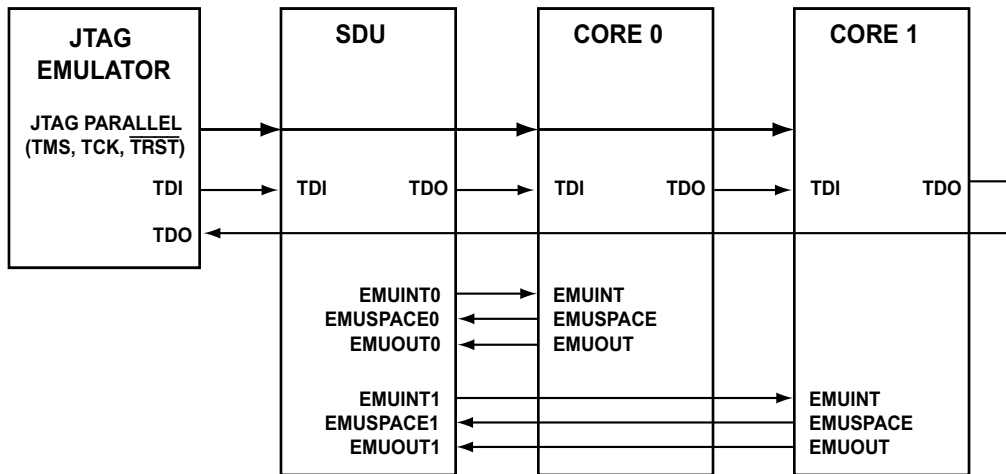 JTAG
EMULATOR
JTAG PARALLEL
(TMS, TCK, TRST)
TDI
TDO
SDU
TDI TDO
EMUINT0
EMUSPACE0
EMUOUT0
EMUINT1
EMUSPACE1
EMUOUT1
CORE 0
TDI TDO
EMUINT
EMUSPACE
EMUOUT
CORE 1
TDI TDO
EMUINT
EMUSPACE
EMUOUT